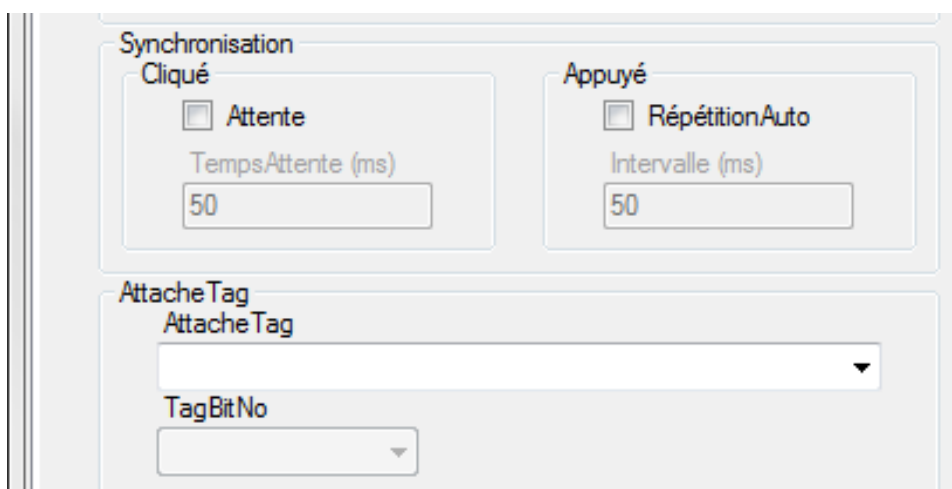 Synchronisation
Cliqué
Attente
TempsAttente (ms)
50
Appuyé
RépétitionAuto
Intervalle (ms)
50
AttacheTag
AttacheTag
TagBitNo